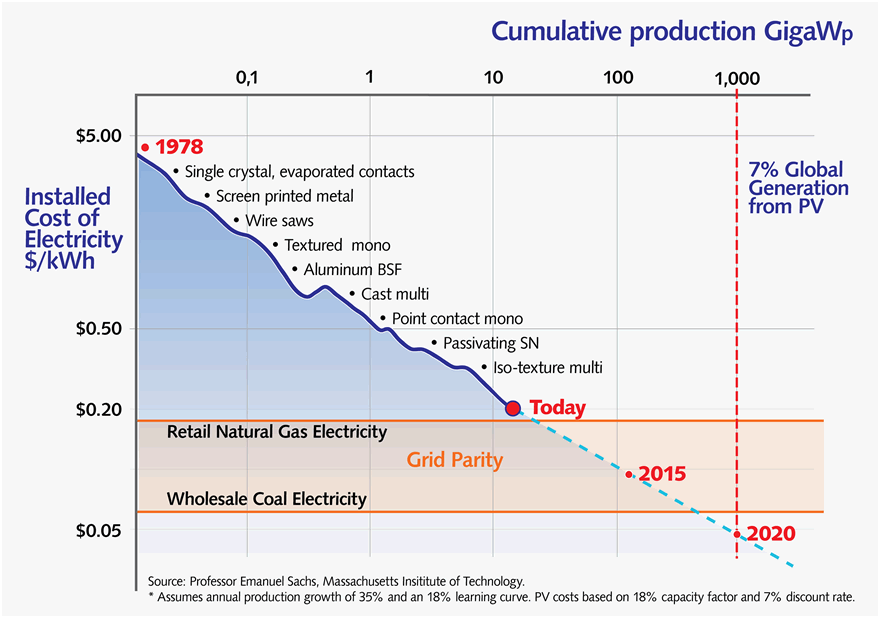 Cumulative production GigaWp
0,1 1 10 100 1,000
$5.00
1978
Single crystal, evaporated contacts
7% Global
Generation
from PV
Installed
Cost of
Electricity
$/kWh
Screen printed metal
Wire saws
Textured mono
Aluminum BSF
Cast multi
Point contact mono
$0.50
Passivating SN
Iso-texture multi
$0.20
Today
Retail Natural Gas Electricity
Grid Parity
2015
Wholesale Coal Electricity
$0.05
2020
Source: Professor Emanuel Sachs, Massachusetts Insititute of Technology.
* Assumes annual production growth of 35% and an 18% learning curve. PV costs based on 18% capacity factor and 7% discount rate.